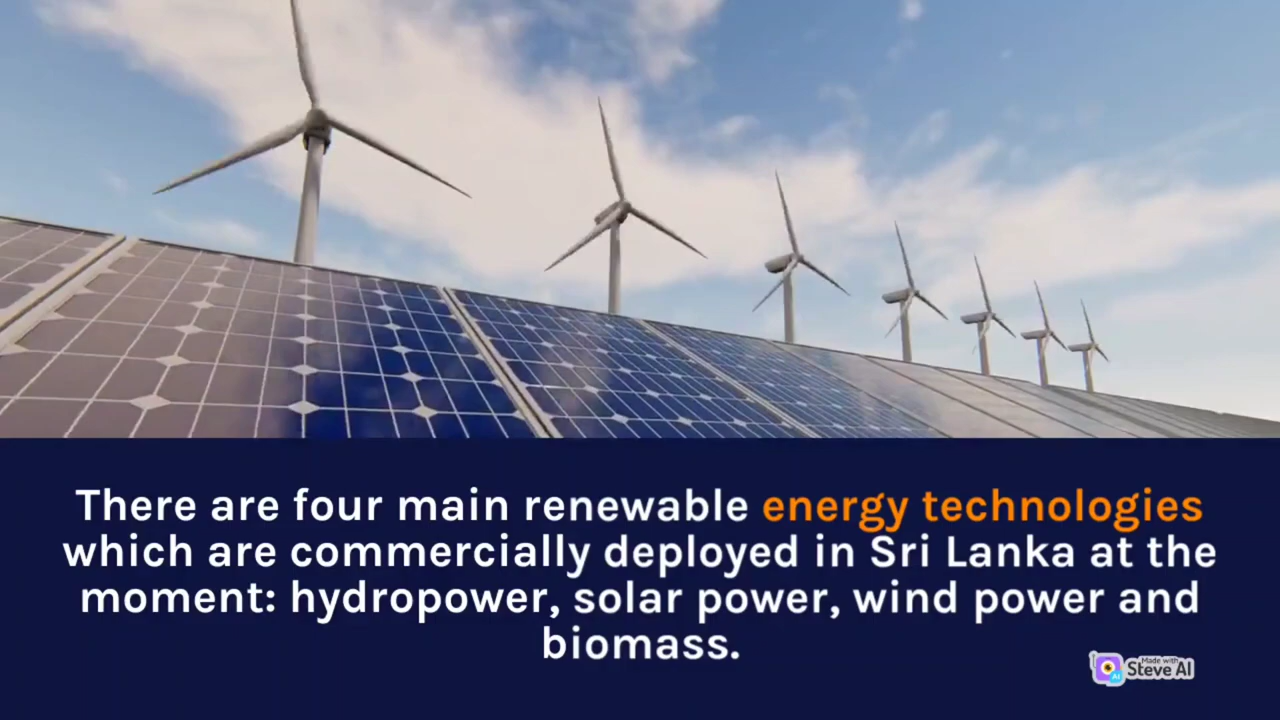 There are four main renewable energy technologies
which are commercially deployed in Sri Lanka at the
moment: hydropower, solar power, wind power and
biomass.
Made with
Steve AI
AI